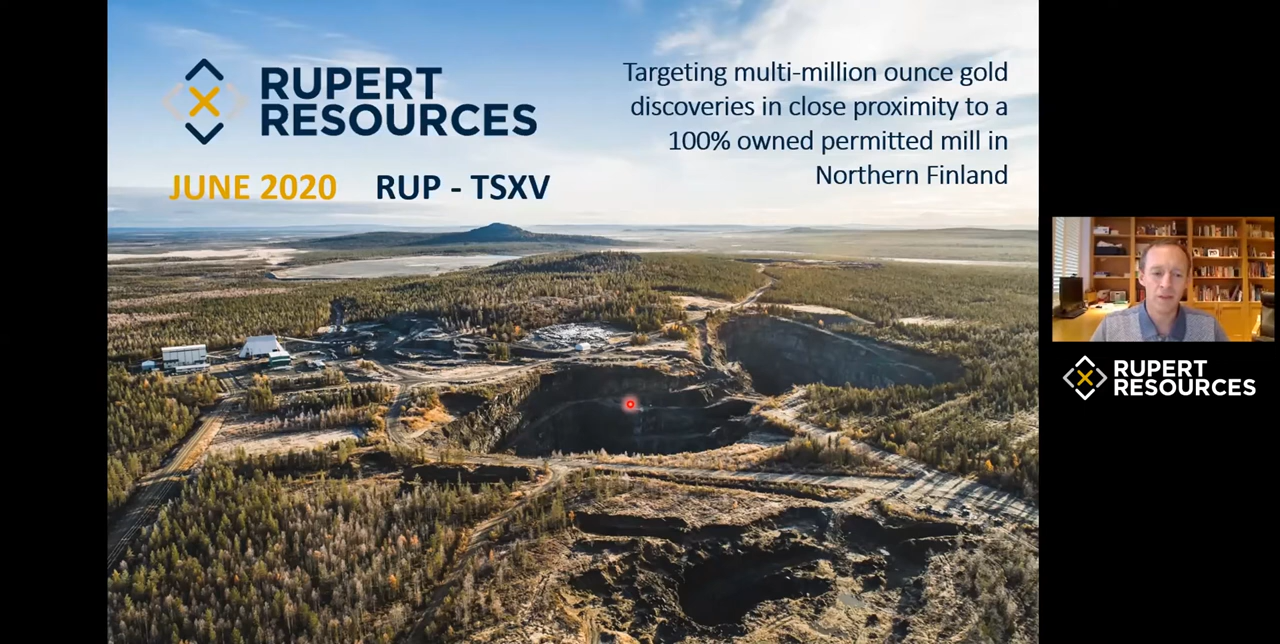 RUPERT
RESOURCES
JUNE 2020 RUP - TSXV
Targeting multi-million ounce gold
discoveries in close proximity to a
100% owned permitted mill in
Northern Finland
RUPERT
RESOURCES